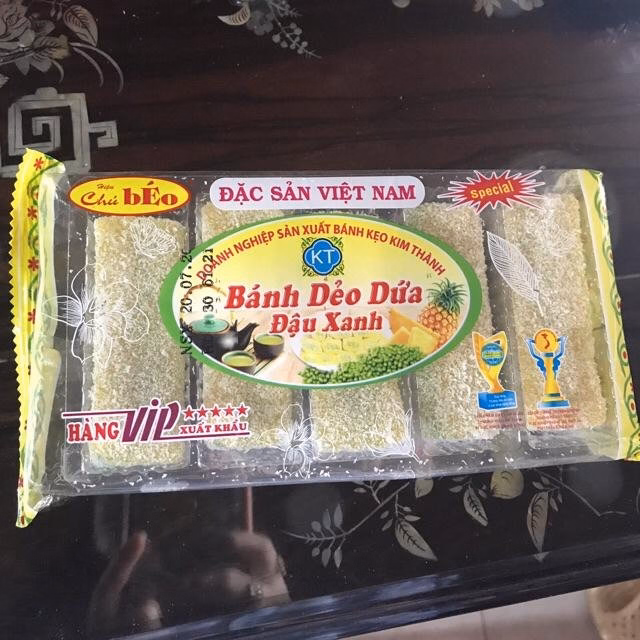 Hiệu
Chú bÉo
ĐẶC SẢN VIỆT NAM
Special
DOANH NGHIỆP SẢN XUẤT BÁNH KẸO KIM THÀNH
KT
Bánh Dẻo Dứa
Đậu Xanh
HÀNG VIP
XUẤT KHẨU